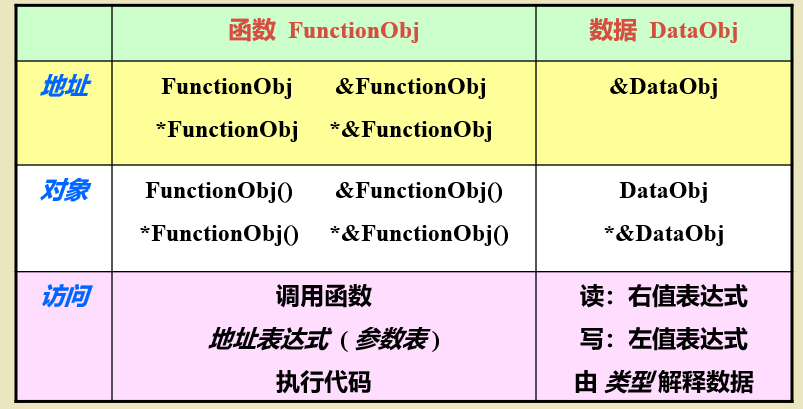 函数 FunctionObj 数据 DataObj
地址 FunctionObj &FunctionObj &DataObj
*FunctionObj *&FunctionObj
对象 FunctionObj() &FunctionObj() DataObj
*FunctionObj() *&FunctionObj() *&DataObj
访问 调用函数 读：右值表达式
地址表达式 ( 参数表 ) 写：左值表达式
执行代码 由 类型 解释数据